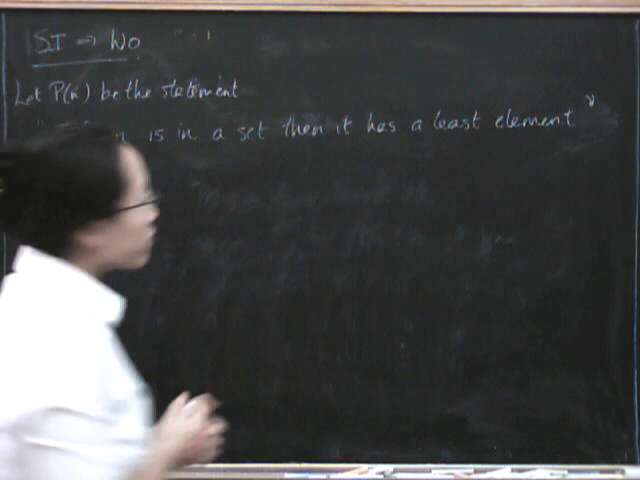 SI ⇒ WO
Let P(n) be the statement
n is in a set then it has a least element "